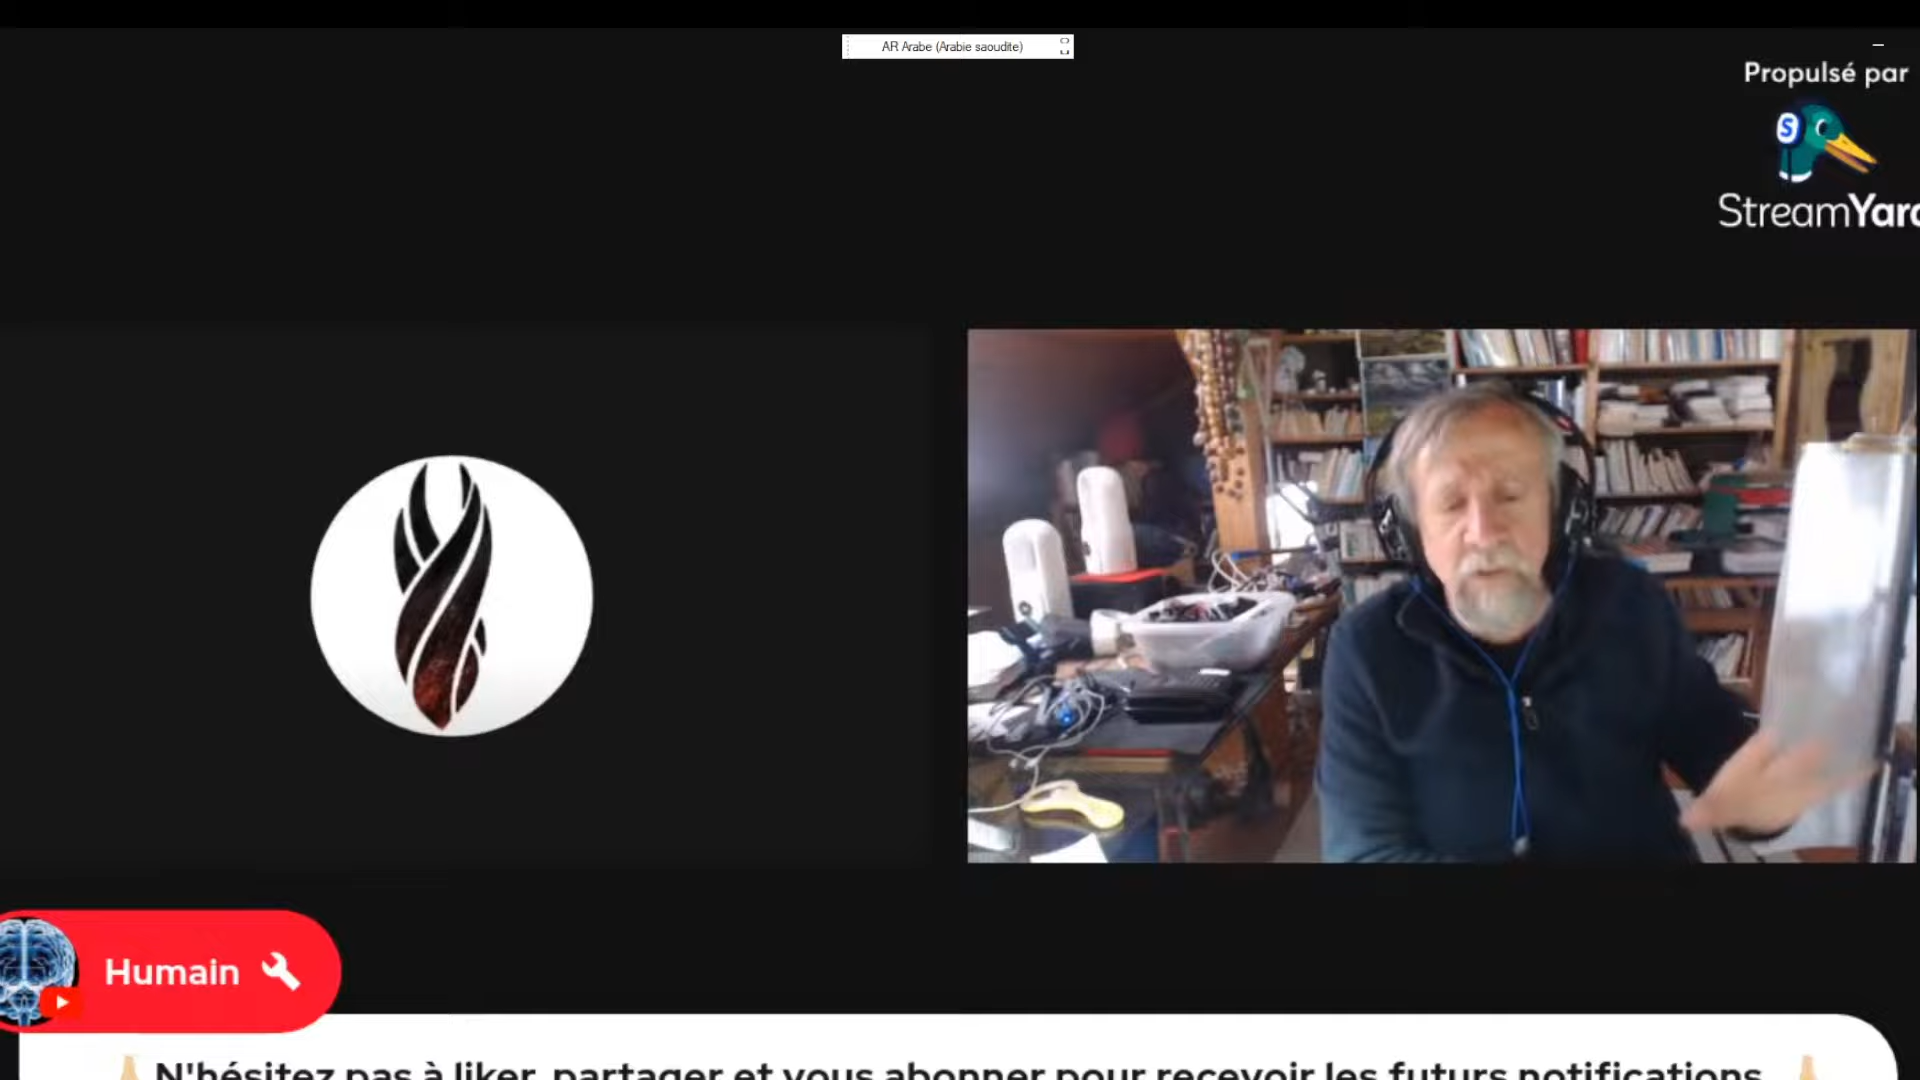 AR Arabe (Arabie saoudite)
Propulsé par
S
StreamYard
Humain
N'hésitez pas à liker, partager et vous abonner pour recevoir les futurs notifications